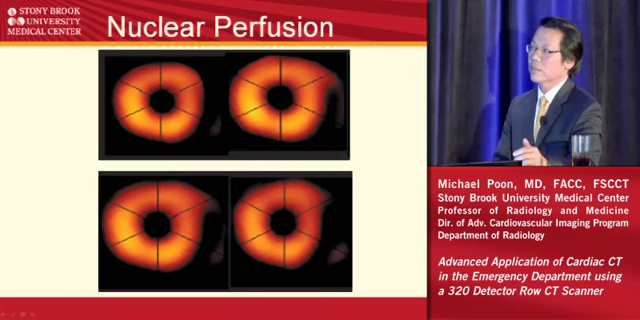 STONY BROOK
UNIVERSITY
MEDICAL CENTER
Nuclear Perfusion
Michael Poon, MD, FACC, FSCCT
Stony Brook University Medical Center
Professor of Radiology and Medicine
Dir. of Adv. Cardiovascular Imaging Program
Department of Radiology
Advanced Application of Cardiac CT
in the Emergency Department using
a 320 Detector Row CT Scanner